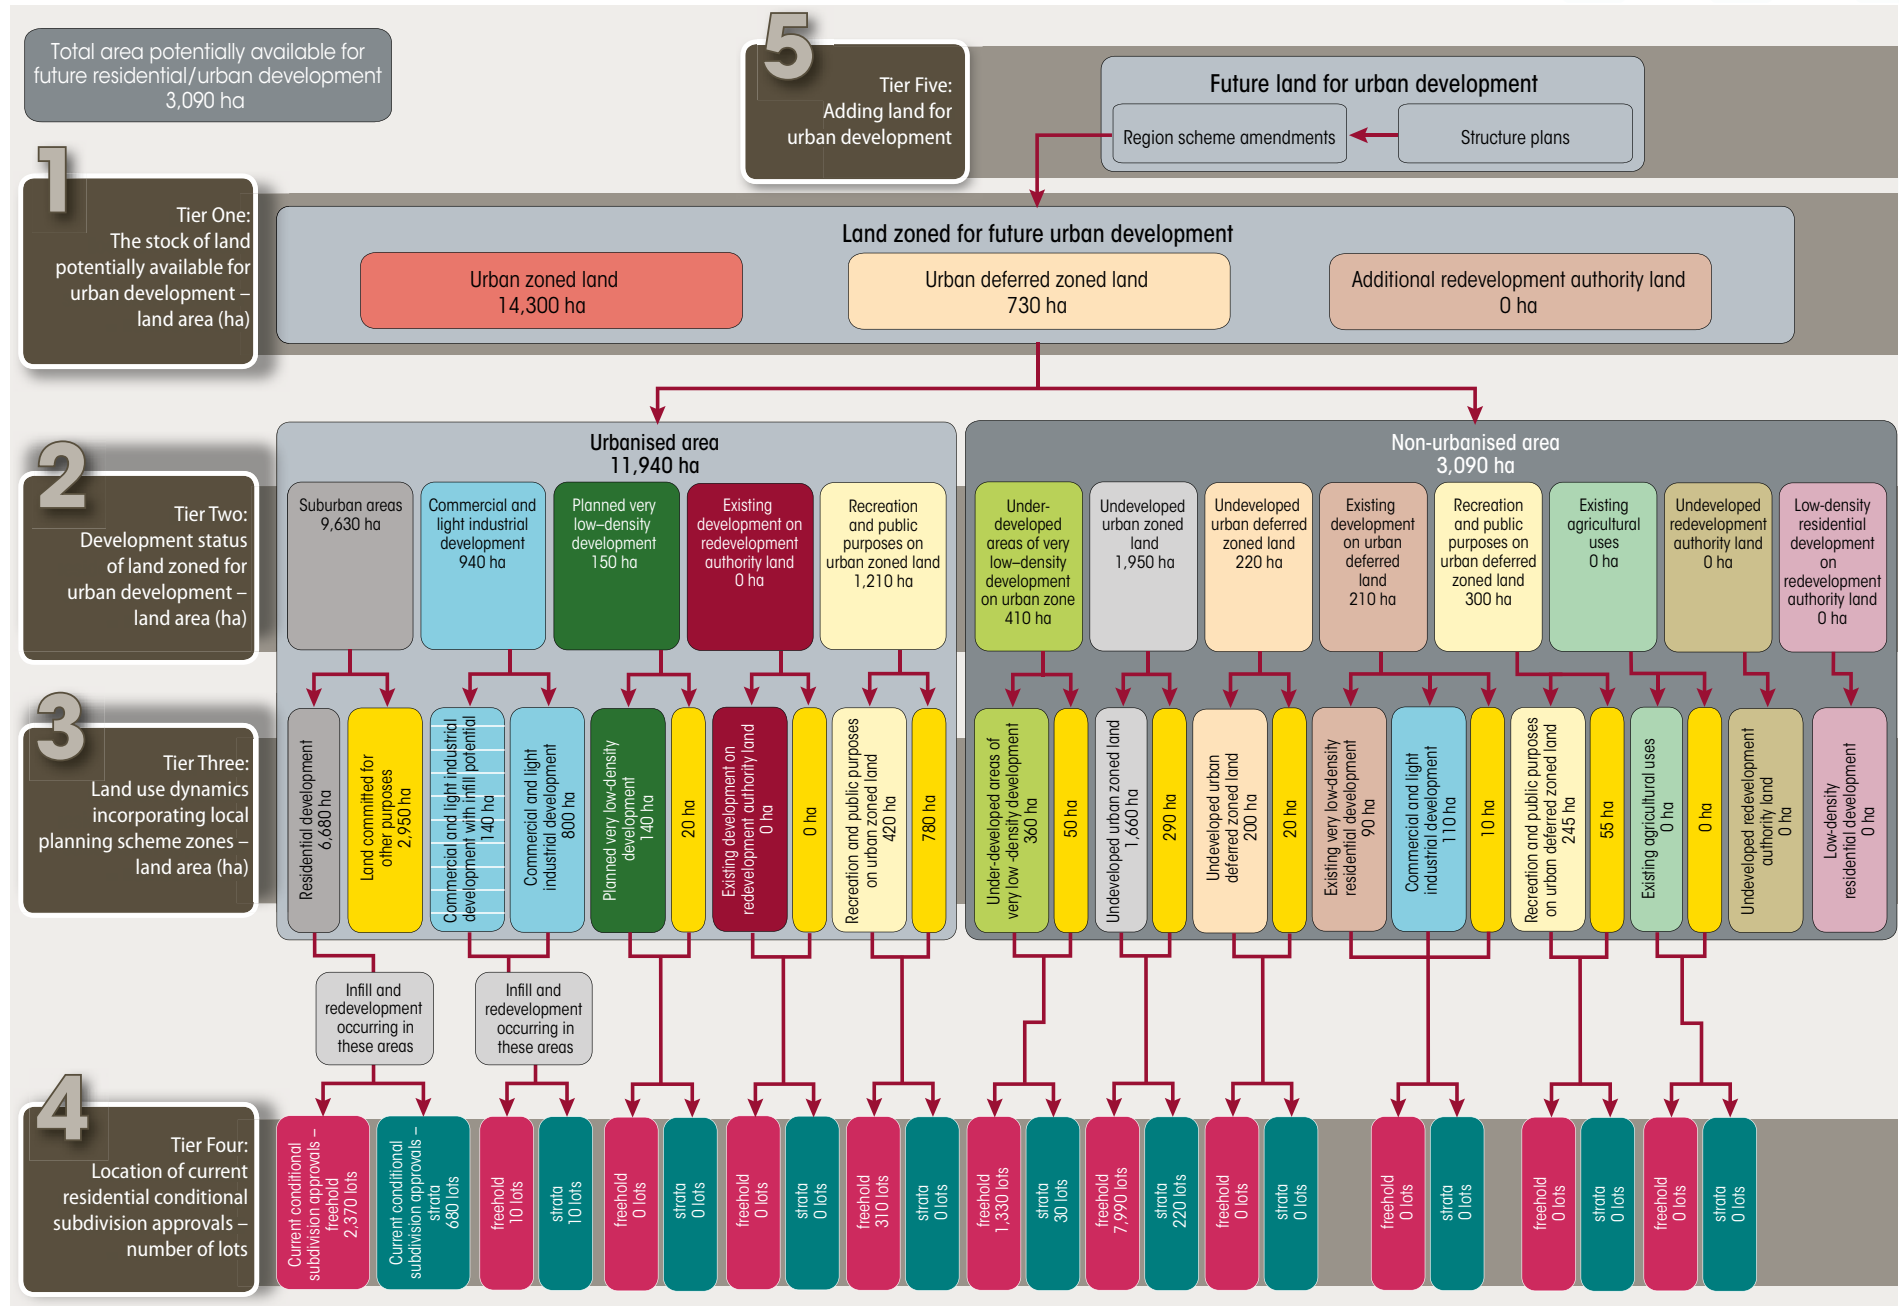 Total area potentially available for
future residential/urban development
3,090 ha
5
Tier Five:
Adding land for
urban development
Future land for urban development
Region scheme amendments
Structure plans
1
Tier One:
The stock of land
potentially available for
urban development –
land area (ha)
Land zoned for future urban development
Urban zoned land
14,300 ha
Urban deferred zoned land
730 ha
Additional redevelopment authority land
0 ha
2
Tier Two:
Development status
of land zoned for
urban development –
land area (ha)
Urbanised area
11,940 ha
Suburban areas
9,630 ha
Commercial and
light industrial
development
940 ha
Planned very
low–density
development
150 ha
Existing
development on
redevelopment
authority land
0 ha
Recreation
and public
purposes on
urban zoned land
1,210 ha
Non-urbanised area
3,090 ha
Under-
developed
areas of very
low–density
development
on urban zone
410 ha
Undeveloped
urban zoned
land
1,950 ha
Undeveloped
urban deferred
zoned land
220 ha
Existing
development
on urban
deferred
land
210 ha
Recreation
and public
purposes on
urban deferred
zoned land
300 ha
Existing
agricultural
uses
0 ha
Undeveloped
redevelopment
authority land
0 ha
Low-density
residential
development
on
redevelopment
authority land
0 ha
3
Tier Three:
Land use dynamics
incorporating local
planning scheme zones –
land area (ha)
Residential development
6,680 ha
Land committed for
other purposes
2,950 ha
Commercial and light industrial
development with infill potential
140 ha
Commercial and light
industrial development
800 ha
Planned very low-density
development
140 ha
20 ha
Existing development on
redevelopment authority land
0 ha
0 ha
Recreation and public purposes
on urban zoned land
420 ha
780 ha
Under-developed areas of
very low -density development
360 ha
50 ha
Undeveloped urban zoned land
1,660 ha
290 ha
Undeveloped urban
deferred zoned land
200 ha
20 ha
Existing very low-density
residential development
90 ha
Commercial and light
industrial development
110 ha
10 ha
Recreation and public purposes
on urban deferred zoned land
245 ha
55 ha
Existing agricultural uses
0 ha
0 ha
Undeveloped redevelopment
authority land
0 ha
Low-density
residential development
0 ha
Infill and
redevelopment
occurring in
these areas
Infill and
redevelopment
occurring in
these areas
4
Tier Four:
Location of current
residential conditional
subdivision approvals –
number of lots
Current conditional
subdivision approvals –
freehold
2,370 lots
Current conditional
subdivision approvals –
strata
680 lots
freehold
10 lots
strata
10 lots
freehold
0 lots
strata
0 lots
freehold
0 lots
strata
0 lots
freehold
310 lots
strata
0 lots
freehold
1,330 lots
strata
30 lots
freehold
7,990 lots
strata
220 lots
freehold
0 lots
strata
0 lots
freehold
0 lots
strata
0 lots
freehold
0 lots
strata
0 lots
freehold
0 lots
strata
0 lots